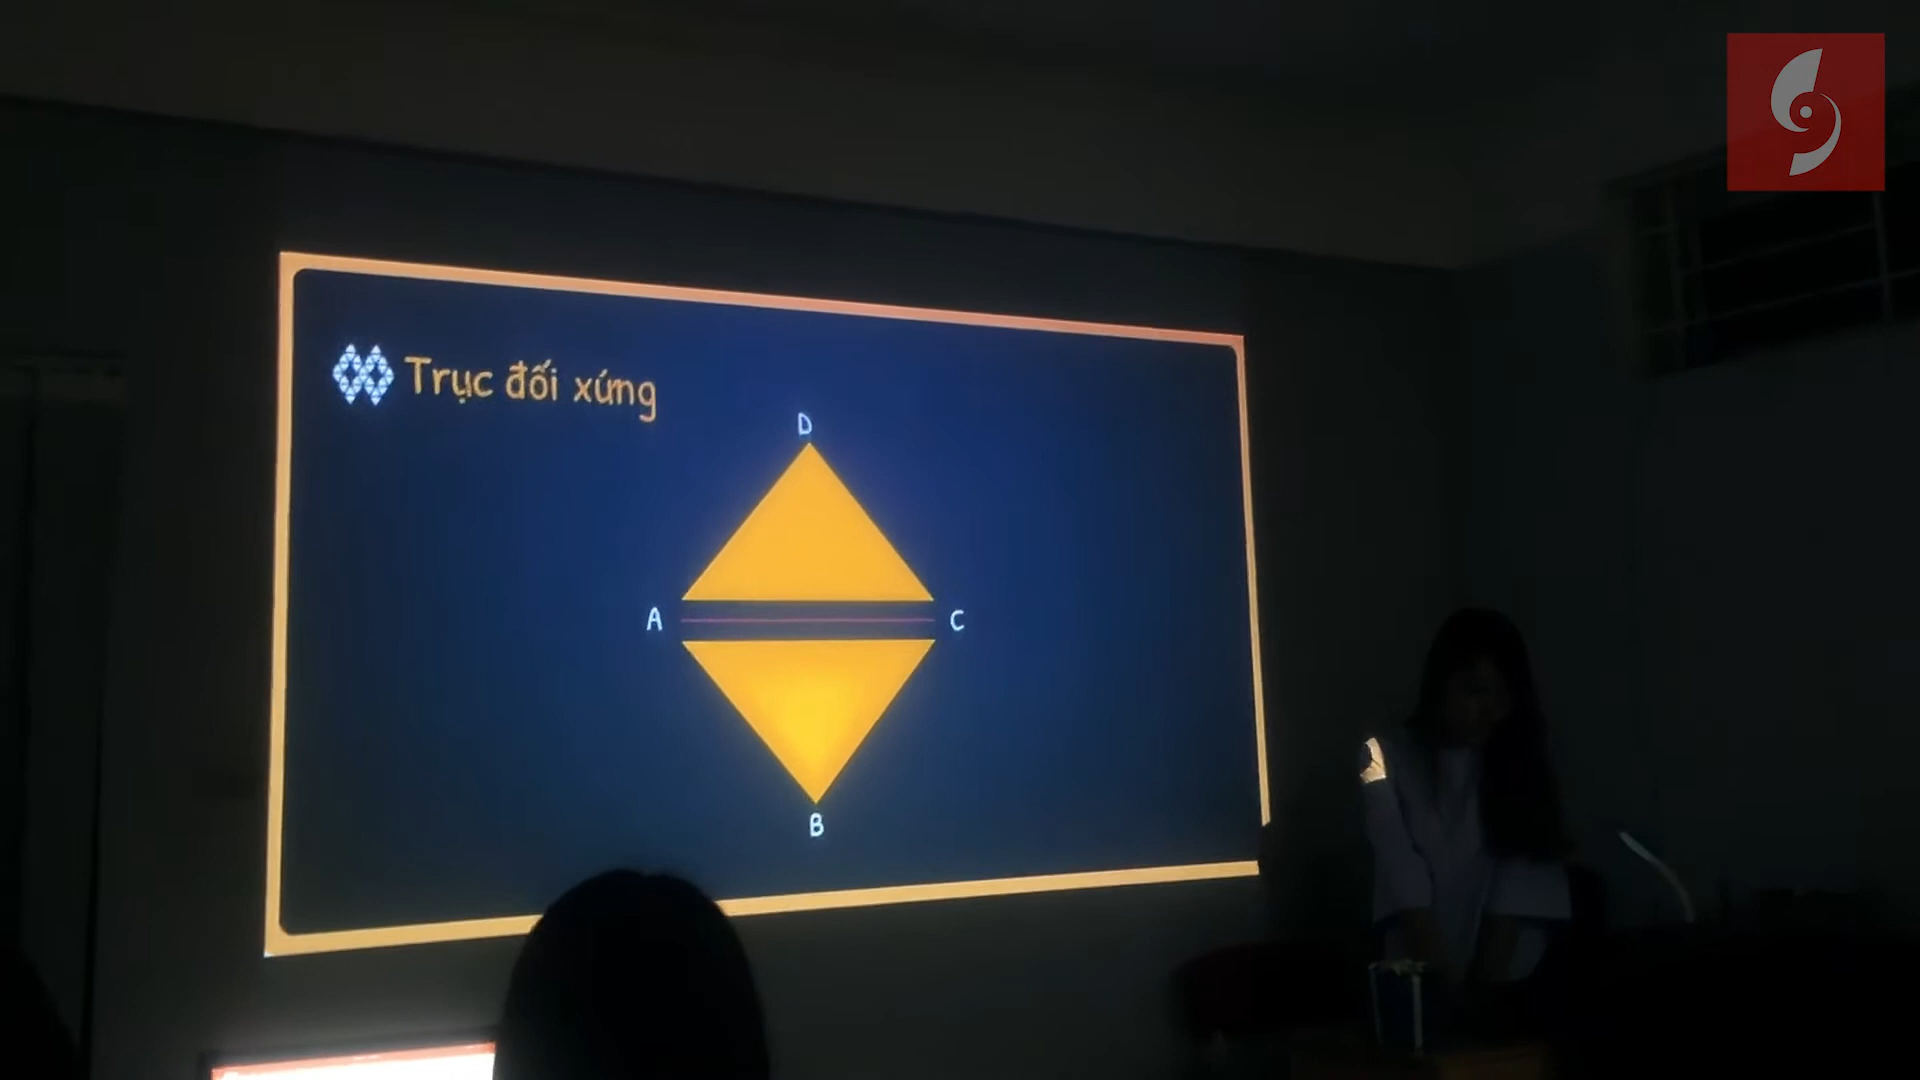 Trục đối xứng
D
A
C
B